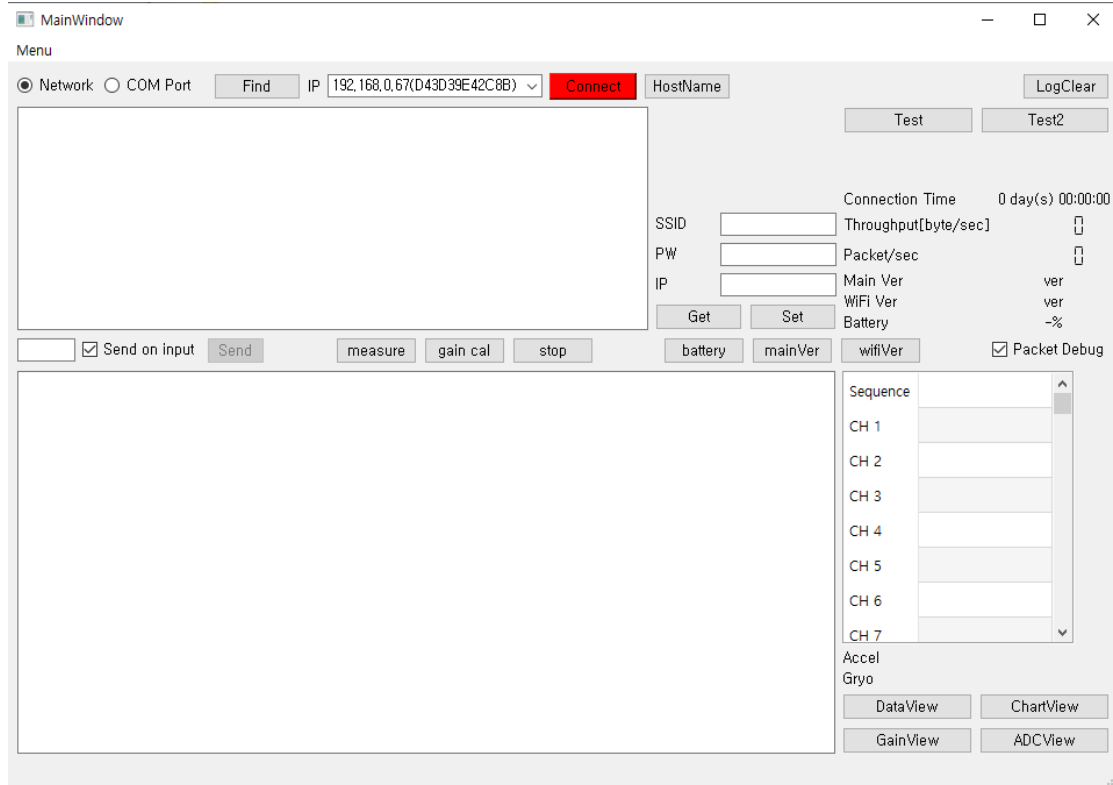 MainWindow
Menu
Network COM Port Find IP 192,168,0,67(D43D39E42C8B) Connect HostName LogClear
Test Test2
Connection Time 0 day(s) 00:00:00
SSID Throughput[byte/sec] 0
PW Packet/sec 0
IP Main Ver ver
WiFi Ver ver
Get Set Battery -%
Send on input Send measure gain cal stop battery mainVer wifiVer Packet Debug
Sequence
CH 1
CH 2
CH 3
CH 4
CH 5
CH 6
CH 7
Accel
Gryo
DataView ChartView
GainView ADCView